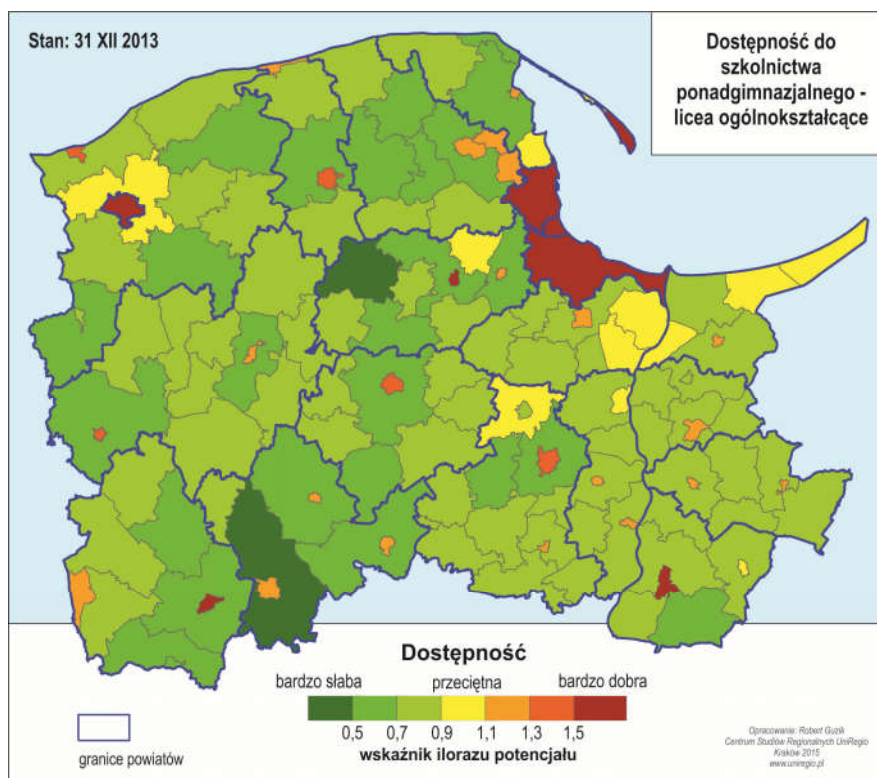 Stan: 31 XII 2013
Dostępność do
szkolnictwa
ponadgimnazjalnego -
licea ogólnokształcące
Dostępność
bardzo słaba przeciętna bardzo dobra
0,5 0,7 0,9 1,1 1,3 1,5
wskaźnik ilorazu potencjału
granice powiatów
Opracowanie: Robert Guzik
Centrum Studiów Regionalnych UniRegio
Kraków 2015
www.uniregio.pl